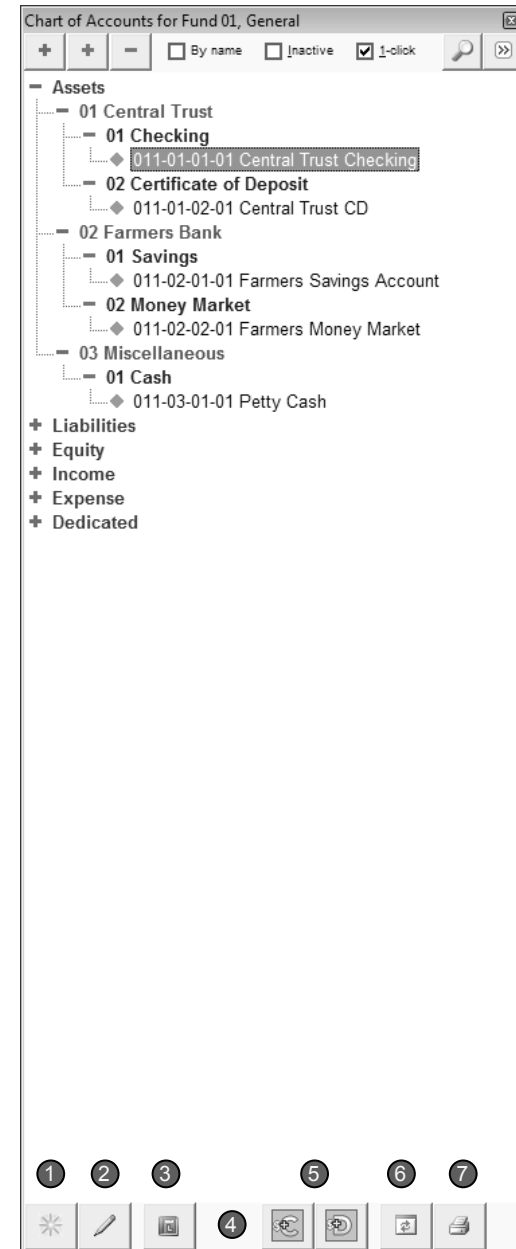 Chart of Accounts for Fund 01, General
By name Inactive 1-click
Assets
01 Central Trust
01 Checking
011-01-01-01 Central Trust Checking
02 Certificate of Deposit
011-01-02-01 Central Trust CD
02 Farmers Bank
01 Savings
011-02-01-01 Farmers Savings Account
02 Money Market
011-02-02-01 Farmers Money Market
03 Miscellaneous
01 Cash
011-03-01-01 Petty Cash
Liabilities
Equity
Income
Expense
Dedicated
1 2 3 5 6 7
4 C D